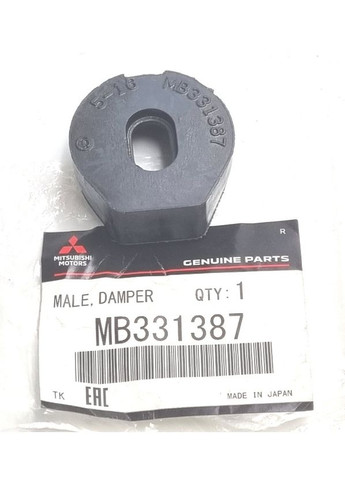 5-16 MB331387
MITSUBISHI
MOTORS
GENUINE PARTS
R
MALE, DAMPER QTY: 1
MB331387
TK EAC MADE IN JAPAN